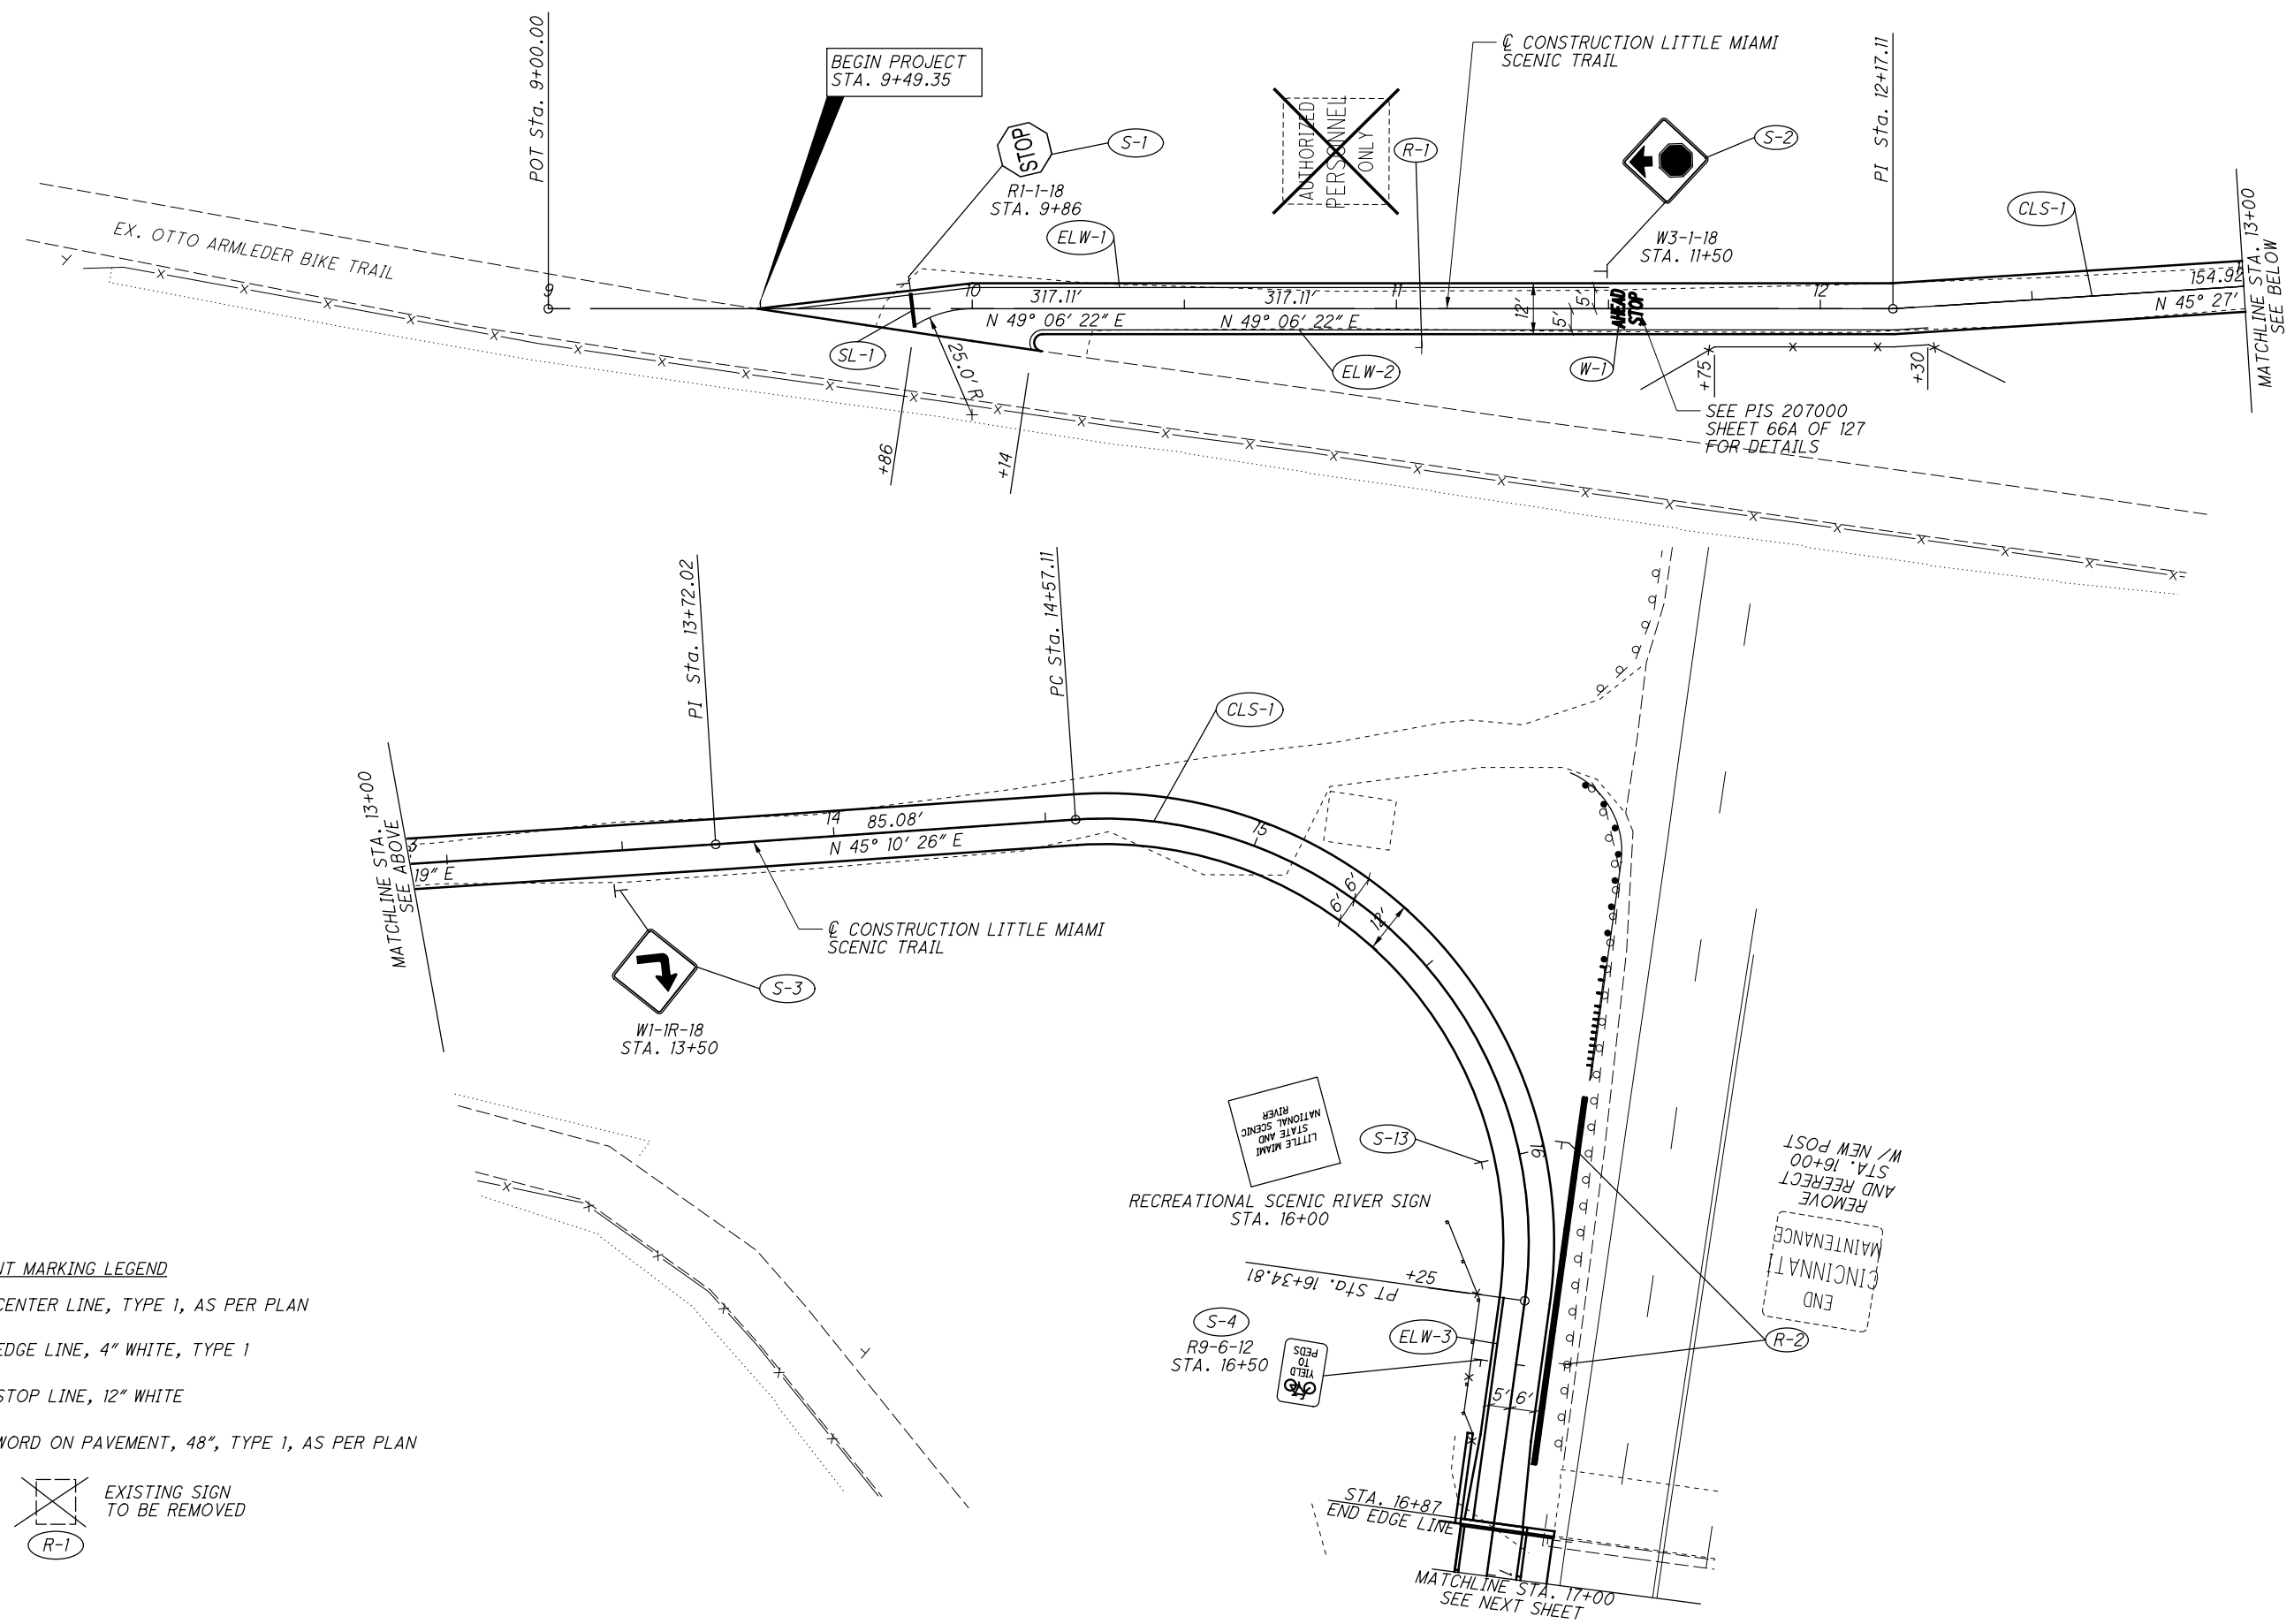 POT Sta. 9+00.00
BEGIN PROJECT
STA. 9+49.35
STOP
S-1
R1-1-18
STA. 9+86
ELW-1
AUTHORIZED
PERSONNEL
ONLY
R-1
℄ CONSTRUCTION LITTLE MIAMI
SCENIC TRAIL
S-2
W3-1-18
STA. 11+50
PI Sta. 12+17.11
CLS-1
MATCHLINE STA. 13+00
SEE BELOW
EX. OTTO ARMLEDER BIKE TRAIL
9
10
317.11'
317.11'
11
12
154.92
N 49° 06' 22" E
N 49° 06' 22" E
N 45° 27'
12'
5'
5'
AHEAD
STOP
SL-1
25.0' R
ELW-2
W-1
+75
+30
+86
+14
SEE PIS 207000
SHEET 66A OF 127
FOR DETAILS
PI Sta. 13+72.02
PC Sta. 14+57.11
CLS-1
MATCHLINE STA. 13+00
SEE ABOVE
3
19" E
14
85.08'
N 45° 10' 26" E
15
6'
6'
12'
℄ CONSTRUCTION LITTLE MIAMI
SCENIC TRAIL
S-3
W1-1R-18
STA. 13+50
LITTLE MIAMI
STATE AND
NATIONAL SCENIC
RIVER
S-13
16
RECREATIONAL SCENIC RIVER SIGN
STA. 16+00
REMOVE
AND REERECT
STA. 16+00
W/ NEW POST
END
CINCINNATI
MAINTENANCE
+25
PT Sta. 16+34.81
S-4
R9-6-12
STA. 16+50
YIELD
TO
PEDS
ELW-3
R-2
5' 6'
STA. 16+87
END EDGE LINE
MATCHLINE STA. 17+00
SEE NEXT SHEET
NT MARKING LEGEND
CENTER LINE, TYPE 1, AS PER PLAN
EDGE LINE, 4" WHITE, TYPE 1
STOP LINE, 12" WHITE
WORD ON PAVEMENT, 48", TYPE 1, AS PER PLAN
EXISTING SIGN
TO BE REMOVED
R-1